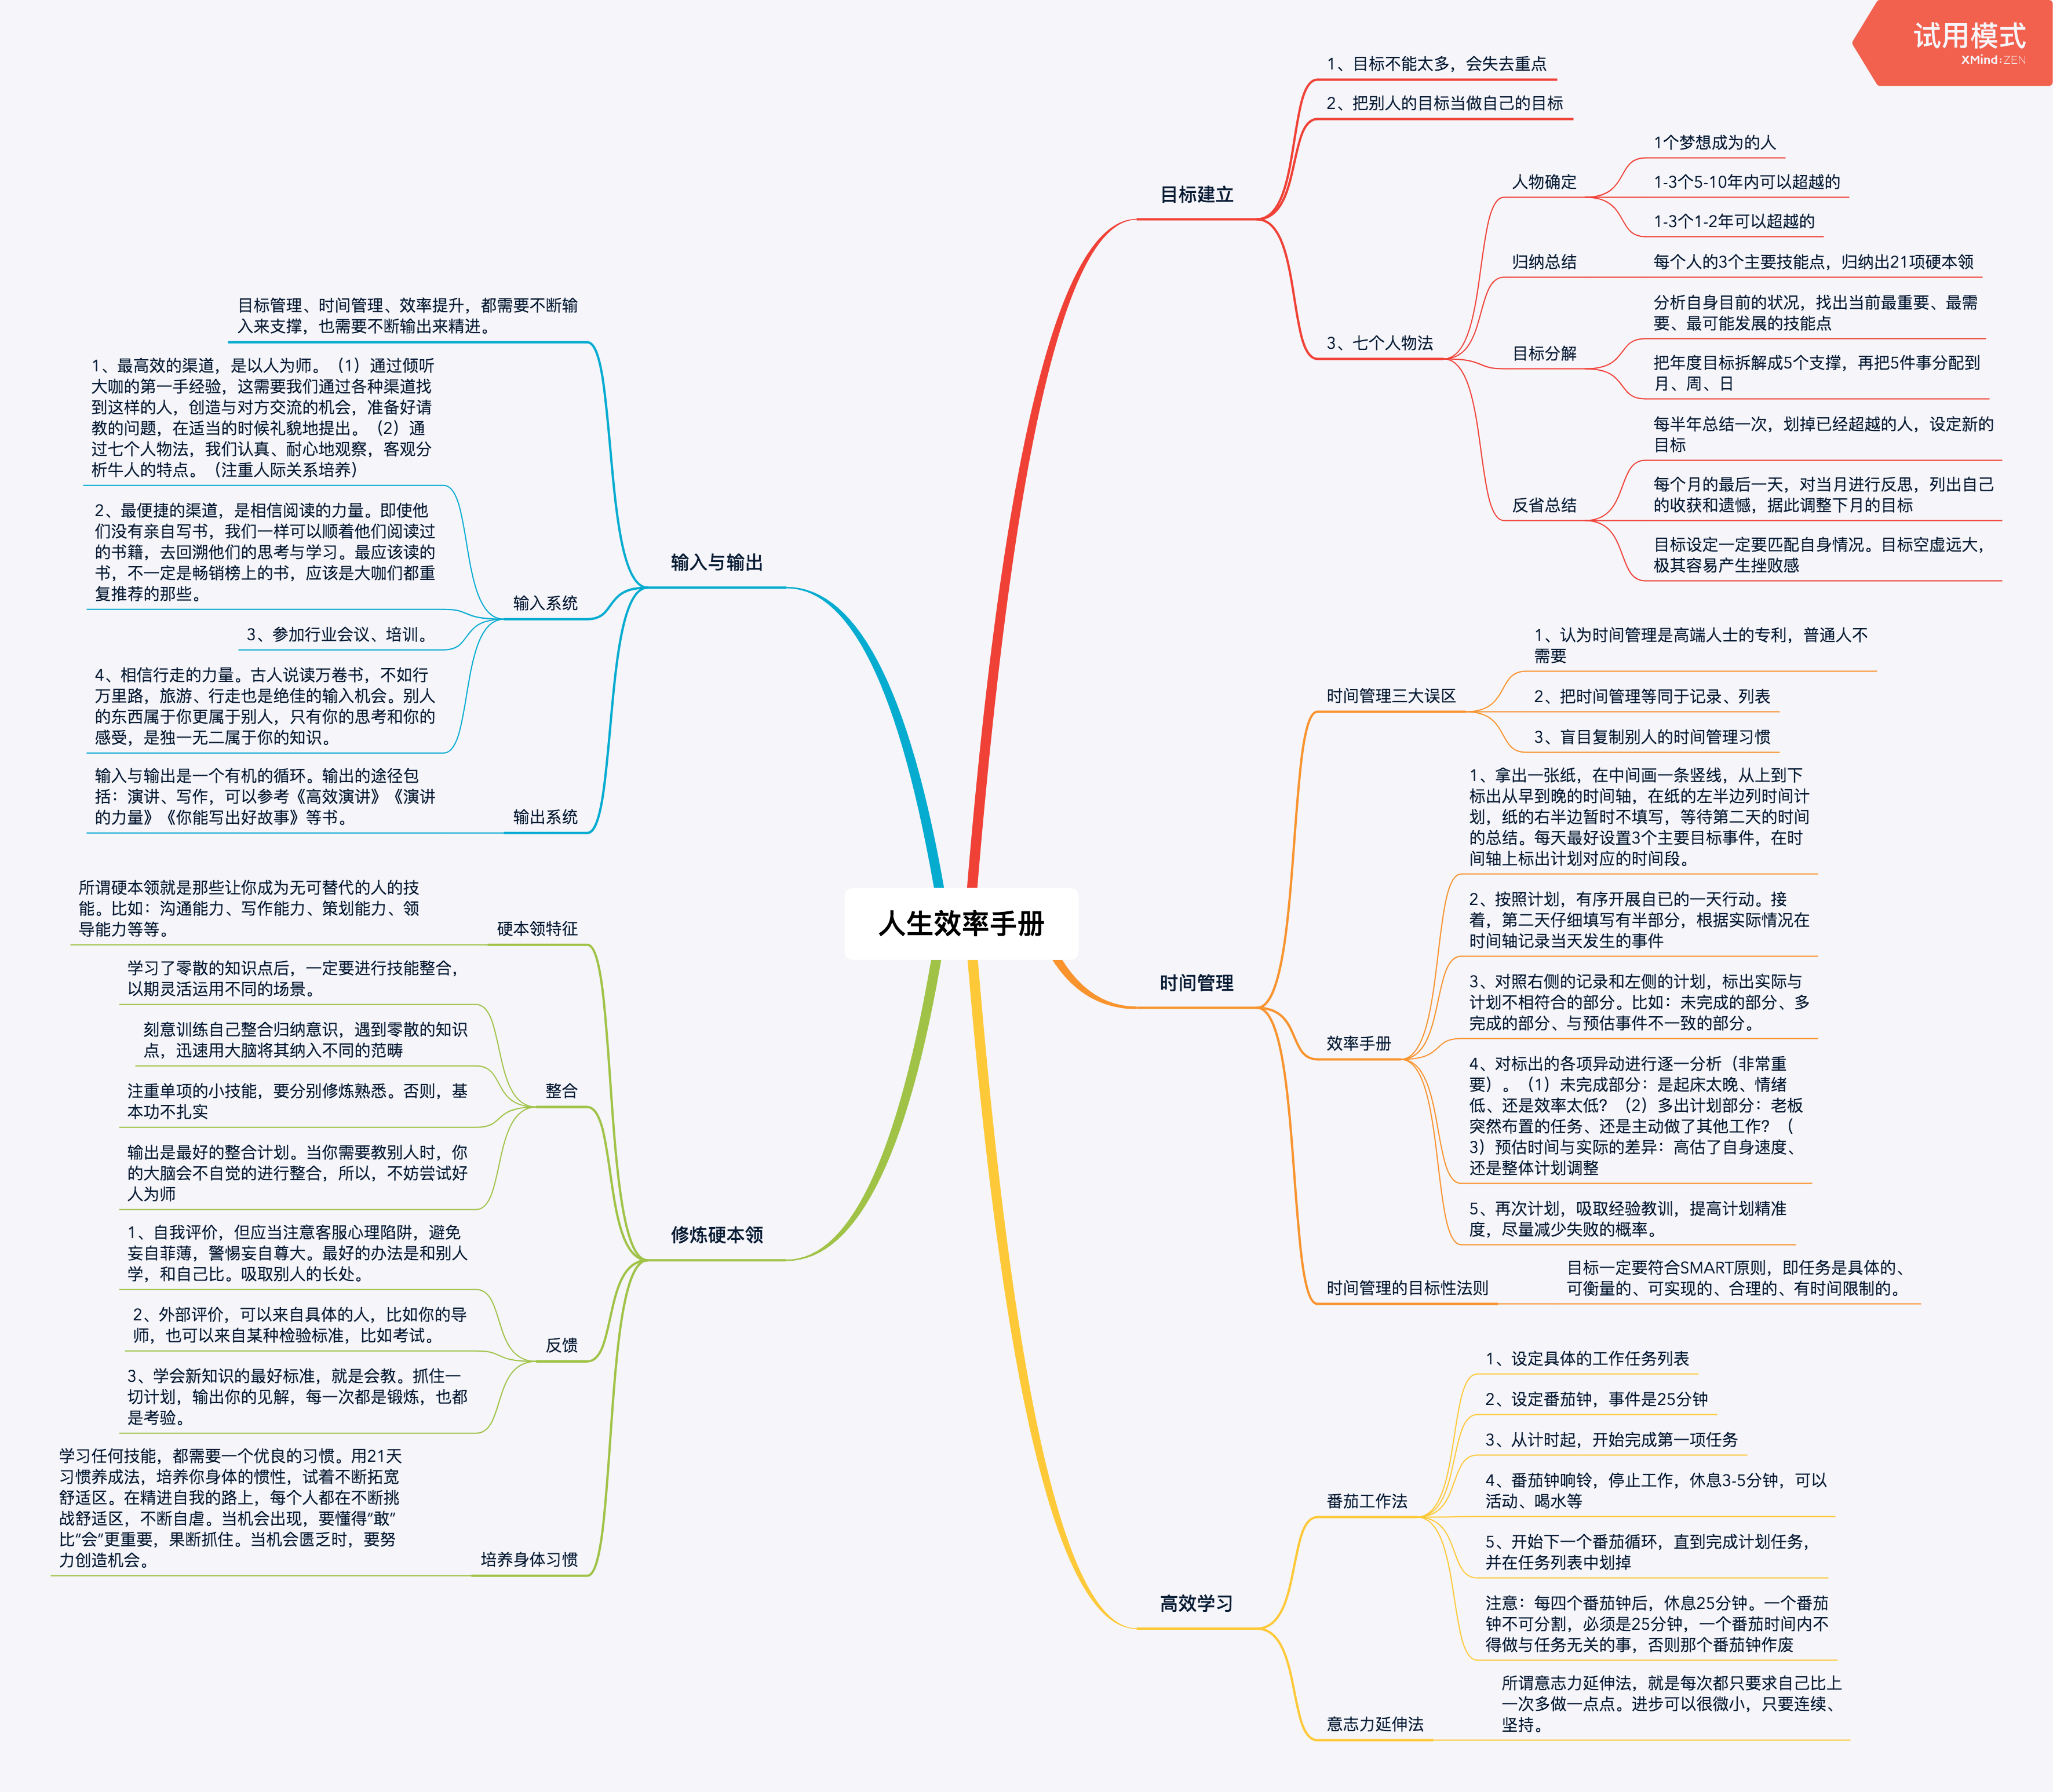 试用模式
XMind:ZEN
人生效率手册
目标建立
1、目标不能太多，会失去重点
2、把别人的目标当做自己的目标
3、七个人物法
人物确定
1个梦想成为的人
1-3个5-10年内可以超越的
1-3个1-2年可以超越的
归纳总结
每个人的3个主要技能点，归纳出21项硬本领
目标分解
分析自身目前的状况，找出当前最重要、最需
要、最可能发展的技能点
把年度目标拆解成5个支撑，再把5件事分配到
月、周、日
反省总结
每半年总结一次，划掉已经超越的人，设定新的
目标
每个月的最后一天，对当月进行反思，列出自己
的收获和遗憾，据此调整下月的目标
目标设定一定要匹配自身情况。目标空虚远大，
极其容易产生挫败感
时间管理
时间管理三大误区
1、认为时间管理是高端人士的专利，普通人不
需要
2、把时间管理等同于记录、列表
3、盲目复制别人的时间管理习惯
效率手册
1、拿出一张纸，在中间画一条竖线，从上到下
标出从早到晚的时间轴，在纸的左半边列时间计
划，纸的右半边暂时不填写，等待第二天的时间
的总结。每天最好设置3个主要目标事件，在时
间轴上标出计划对应的时间段。
2、按照计划，有序开展自已的一天行动。接
着，第二天仔细填写有半部分，根据实际情况在
时间轴记录当天发生的事件
3、对照右侧的记录和左侧的计划，标出实际与
计划不相符合的部分。比如：未完成的部分、多
完成的部分、与预估事件不一致的部分。
4、对标出的各项异动进行逐一分析（非常重
要）。（1）未完成部分：是起床太晚、情绪
低、还是效率太低？（2）多出计划部分：老板
突然布置的任务、还是主动做了其他工作？（
3）预估时间与实际的差异：高估了自身速度、
还是整体计划调整
5、再次计划，吸取经验教训，提高计划精准
度，尽量减少失败的概率。
时间管理的目标性法则
目标一定要符合SMART原则，即任务是具体的、
可衡量的、可实现的、合理的、有时间限制的。
高效学习
番茄工作法
1、设定具体的工作任务列表
2、设定番茄钟，事件是25分钟
3、从计时起，开始完成第一项任务
4、番茄钟响铃，停止工作，休息3-5分钟，可以
活动、喝水等
5、开始下一个番茄循环，直到完成计划任务，
并在任务列表中划掉
注意：每四个番茄钟后，休息25分钟。一个番茄
钟不可分割，必须是25分钟，一个番茄时间内不
得做与任务无关的事，否则那个番茄钟作废
意志力延伸法
所谓意志力延伸法，就是每次都只要求自己比上
一次多做一点点。进步可以很微小，只要连续、
坚持。
输入与输出
目标管理、时间管理、效率提升，都需要不断输
入来支撑，也需要不断输出来精进。
输入系统
1、最高效的渠道，是以人为师。（1）通过倾听
大咖的第一手经验，这需要我们通过各种渠道找
到这样的人，创造与对方交流的机会，准备好请
教的问题，在适当的时候礼貌地提出。（2）通
过七个人物法，我们认真、耐心地观察，客观分
析牛人的特点。（注重人际关系培养）
2、最便捷的渠道，是相信阅读的力量。即使他
们没有亲自写书，我们一样可以顺着他们阅读过
的书籍，去回溯他们的思考与学习。最应该读的
书，不一定是畅销榜上的书，应该是大咖们都重
复推荐的那些。
3、参加行业会议、培训。
4、相信行走的力量。古人说读万卷书，不如行
万里路，旅游、行走也是绝佳的输入机会。别人
的东西属于你更属于别人，只有你的思考和你的
感受，是独一无二属于你的知识。
输出系统
输入与输出是一个有机的循环。输出的途径包
括：演讲、写作，可以参考《高效演讲》《演讲
的力量》《你能写出好故事》等书。
修炼硬本领
硬本领特征
所谓硬本领就是那些让你成为无可替代的人的技
能。比如：沟通能力、写作能力、策划能力、领
导能力等等。
整合
学习了零散的知识点后，一定要进行技能整合，
以期灵活运用不同的场景。
刻意训练自己整合归纳意识，遇到零散的知识
点，迅速用大脑将其纳入不同的范畴
注重单项的小技能，要分别修炼熟悉。否则，基
本功不扎实
输出是最好的整合计划。当你需要教别人时，你
的大脑会不自觉的进行整合，所以，不妨尝试好
人为师
反馈
1、自我评价，但应当注意客服心理陷阱，避免
妄自菲薄，警惕妄自尊大。最好的办法是和别人
学，和自己比。吸取别人的长处。
2、外部评价，可以来自具体的人，比如你的导
师，也可以来自某种检验标准，比如考试。
3、学会新知识的最好标准，就是会教。抓住一
切计划，输出你的见解，每一次都是锻炼，也都
是考验。
培养身体习惯
学习任何技能，都需要一个优良的习惯。用21天
习惯养成法，培养你身体的惯性，试着不断拓宽
舒适区。在精进自我的路上，每个人都在不断挑
战舒适区，不断自虐。当机会出现，要懂得“敢”
比“会”更重要，果断抓住。当机会匮乏时，要努
力创造机会。